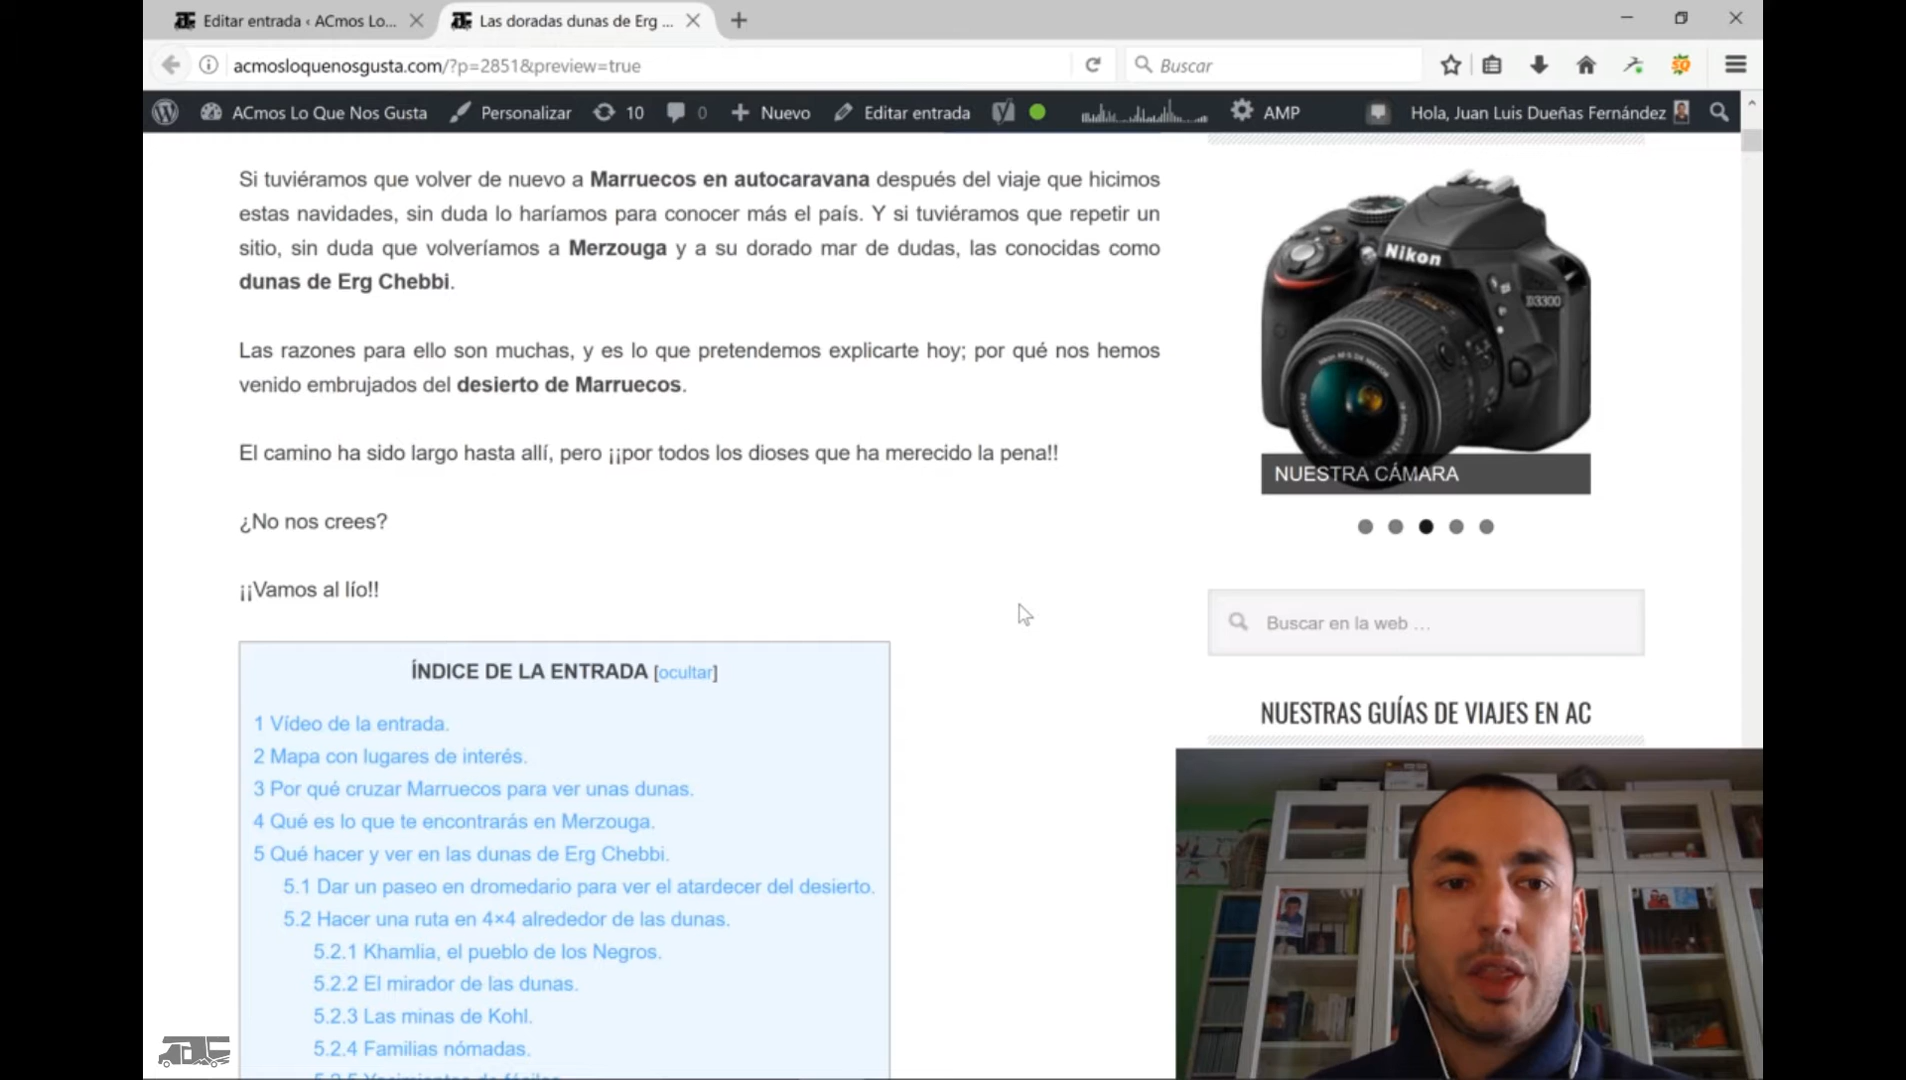 Editar entrada ‹ ACmos Lo...
Las doradas dunas de Erg ...
acmosloquenosgusta.com/?p=2851&preview=true
Buscar
ACmos Lo Que Nos Gusta Personalizar 10 0 Nuevo Editar entrada AMP Hola, Juan Luis Dueñas Fernández
Si tuviéramos que volver de nuevo a Marruecos en autocaravana después del viaje que hicimos
estas navidades, sin duda lo haríamos para conocer más el país. Y si tuviéramos que repetir un
sitio, sin duda que volveríamos a Merzouga y a su dorado mar de dudas, las conocidas como
dunas de Erg Chebbi.
Las razones para ello son muchas, y es lo que pretendemos explicarte hoy; por qué nos hemos
venido embrujados del desierto de Marruecos.
El camino ha sido largo hasta allí, pero ¡¡por todos los dioses que ha merecido la pena!!
¿No nos crees?
¡¡Vamos al lío!!
ÍNDICE DE LA ENTRADA [ocultar]
1 Vídeo de la entrada.
2 Mapa con lugares de interés.
3 Por qué cruzar Marruecos para ver unas dunas.
4 Qué es lo que te encontrarás en Merzouga.
5 Qué hacer y ver en las dunas de Erg Chebbi.
5.1 Dar un paseo en dromedario para ver el atardecer del desierto.
5.2 Hacer una ruta en 4×4 alrededor de las dunas.
5.2.1 Khamlia, el pueblo de los Negros.
5.2.2 El mirador de las dunas.
5.2.3 Las minas de Kohl.
5.2.4 Familias nómadas.
5.2.5 Yacimientos de fósiles
Nikon
D3300
NUESTRA CÁMARA
Buscar en la web ...
NUESTRAS GUÍAS DE VIAJES EN AC